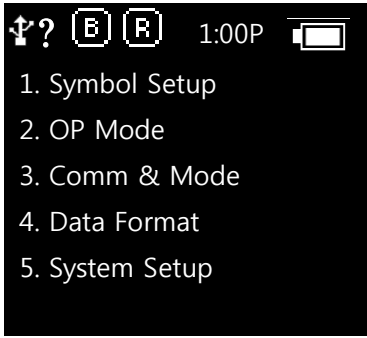 ? B R 1:00P
1. Symbol Setup
2. OP Mode
3. Comm & Mode
4. Data Format
5. System Setup